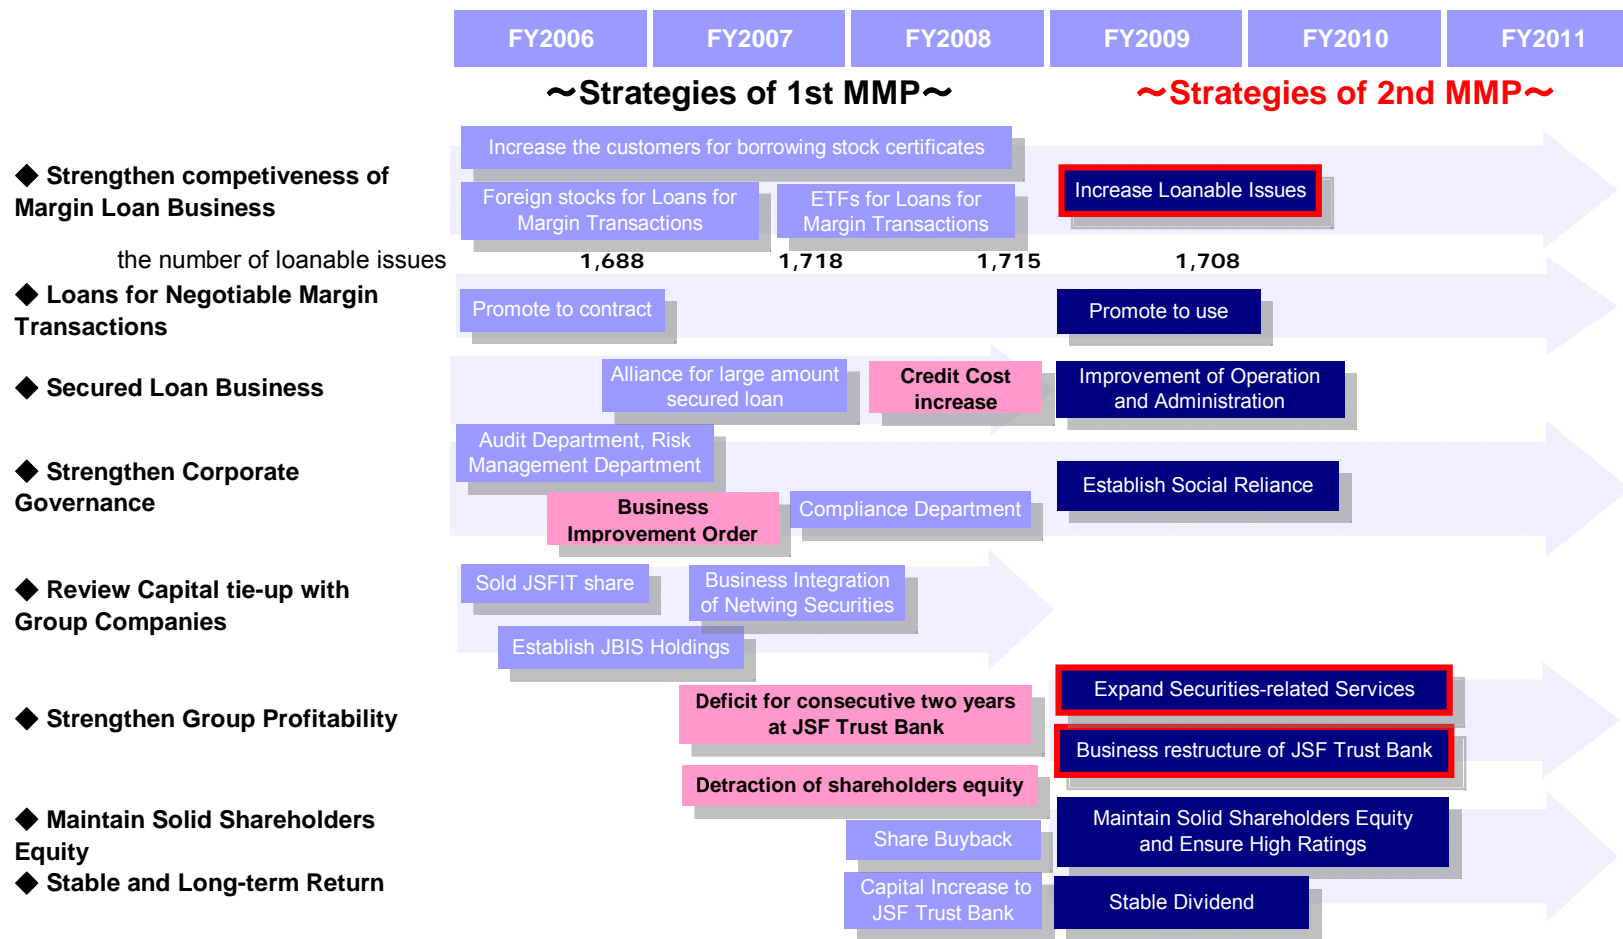 FY2006 FY2007 FY2008 FY2009 FY2010 FY2011
～Strategies of 1st MMP～ ～Strategies of 2nd MMP～
◆ Strengthen competiveness of
Margin Loan Business
Increase the customers for borrowing stock certificates
Foreign stocks for Loans for
Margin Transactions
ETFs for Loans for
Margin Transactions
Increase Loanable Issues
the number of loanable issues 1,688 1,718 1,715 1,708
◆ Loans for Negotiable Margin
Transactions
Promote to contract
Promote to use
◆ Secured Loan Business
Alliance for large amount
secured loan
Credit Cost
increase
Improvement of Operation
and Administration
◆ Strengthen Corporate
Governance
Audit Department, Risk
Management Department
Business
Improvement Order
Compliance Department
Establish Social Reliance
◆ Review Capital tie-up with
Group Companies
Sold JSFIT share
Business Integration
of Netwing Securities
Establish JBIS Holdings
◆ Strengthen Group Profitability
Deficit for consecutive two years
at JSF Trust Bank
Expand Securities-related Services
Business restructure of JSF Trust Bank
Detraction of shareholders equity
◆ Maintain Solid Shareholders
Equity
Share Buyback
Maintain Solid Shareholders Equity
and Ensure High Ratings
◆ Stable and Long-term Return
Capital Increase to
JSF Trust Bank
Stable Dividend